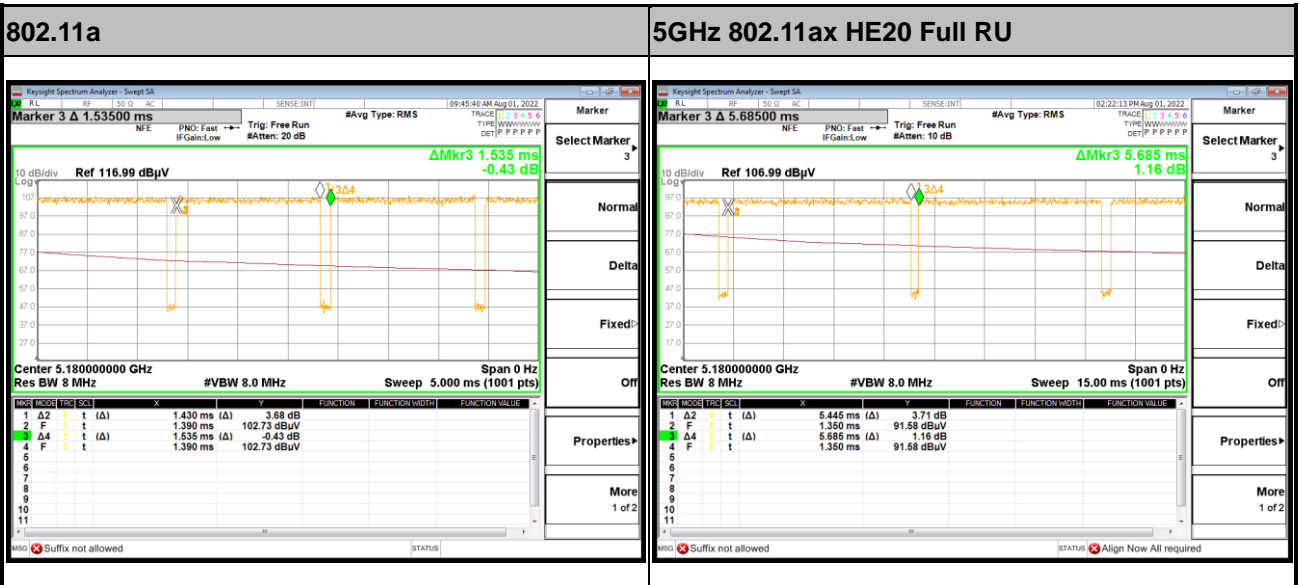 802.11a
Keysight Spectrum Analyzer - Swept SA
RL RF 50 Ω AC SENSE:INT 09:45:40 AM Aug 01, 2022
Marker 3 Δ 1.53500 ms
NFE
PNO: Fast
IFGain:Low
Trig: Free Run
#Atten: 20 dB
#Avg Type: RMS
TRACE 1 2 3 4 5 6
TYPE WWWWWW
DET P P P P P P
ΔMkr3 1.535 ms
-0.43 dB
10 dB/div Ref 116.99 dBµV
Log
107
97.0
87.0
77.0
67.0
57.0
47.0
37.0
27.0
3Δ4
Center 5.180000000 GHz Span 0 Hz
Res BW 8 MHz #VBW 8.0 MHz Sweep 5.000 ms (1001 pts)
MKR MODE TRC SCL X Y FUNCTION FUNCTION WIDTH FUNCTION VALUE
1 Δ2 1 t (Δ) 1.430 ms (Δ) 3.68 dB
2 F 1 t 1.390 ms 102.73 dBµV
3 Δ4 1 t (Δ) 1.535 ms (Δ) -0.43 dB
4 F 1 t 1.390 ms 102.73 dBµV
5
6
7
8
9
10
11
MSG Suffix not allowed STATUS
Marker
Select Marker
3
Normal
Delta
Fixed
Off
Properties
More
1 of 2
5GHz 802.11ax HE20 Full RU
Keysight Spectrum Analyzer - Swept SA
RL RF 50 Ω AC SENSE:INT 02:22:13 PM Aug 01, 2022
Marker 3 Δ 5.68500 ms
NFE
PNO: Fast
IFGain:Low
Trig: Free Run
#Atten: 10 dB
#Avg Type: RMS
TRACE 1 2 3 4 5 6
TYPE WWWWWW
DET P P P P P P
ΔMkr3 5.685 ms
1.16 dB
10 dB/div Ref 106.99 dBµV
Log
97.0
87.0
77.0
67.0
57.0
47.0
37.0
27.0
17.0
3Δ4
Center 5.180000000 GHz Span 0 Hz
Res BW 8 MHz #VBW 8.0 MHz Sweep 15.00 ms (1001 pts)
MKR MODE TRC SCL X Y FUNCTION FUNCTION WIDTH FUNCTION VALUE
1 Δ2 1 t (Δ) 5.445 ms (Δ) 3.71 dB
2 F 1 t 1.350 ms 91.58 dBµV
3 Δ4 1 t (Δ) 5.685 ms (Δ) 1.16 dB
4 F 1 t 1.350 ms 91.58 dBµV
5
6
7
8
9
10
11
MSG Suffix not allowed STATUS Align Now All required
Marker
Select Marker
3
Normal
Delta
Fixed
Off
Properties
More
1 of 2